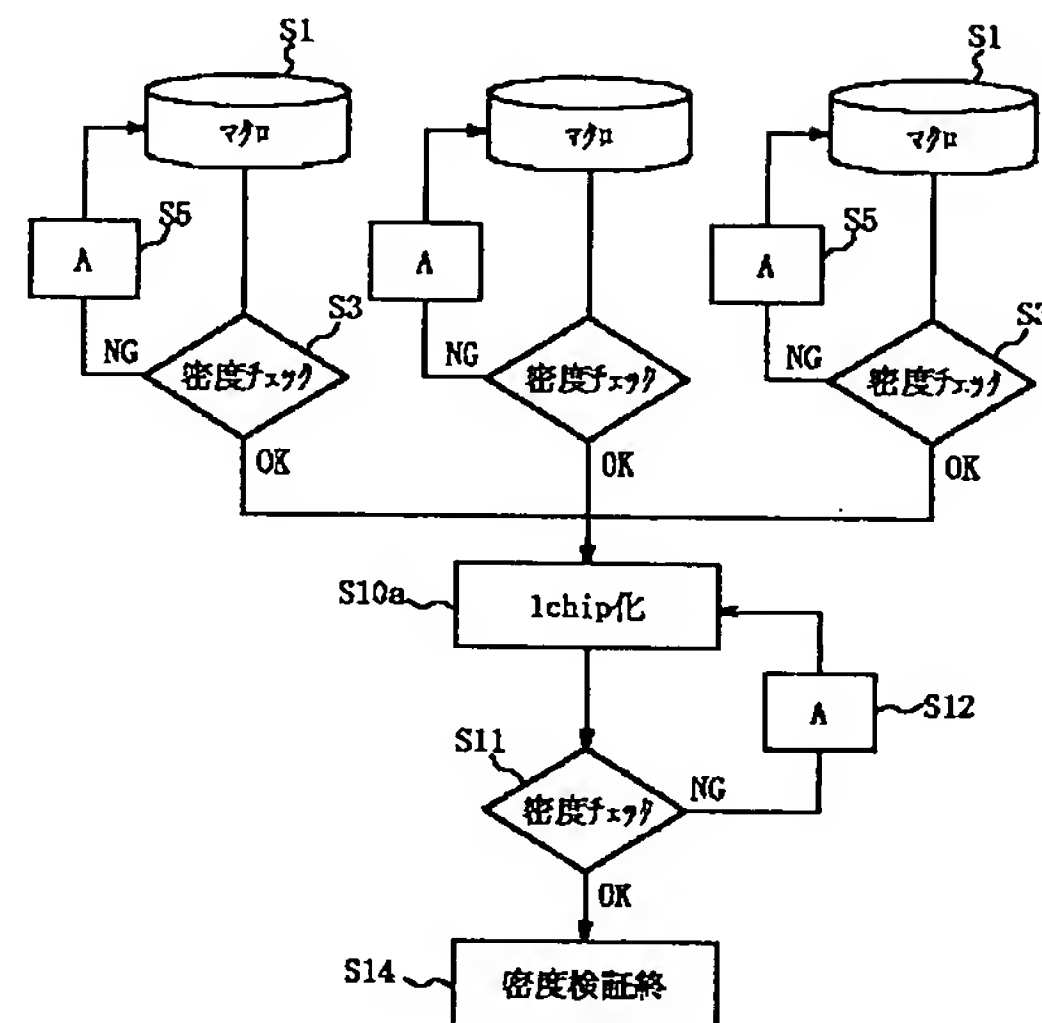 S1
S1
マクロ
マクロ
マクロ
S5
S5
A
A
A
S3
NG
NG
NG
密度チェック
密度チェック
密度チェック
OK
OK
OK
S10a
1chip化
A
S12
S11
NG
密度チェック
OK
S14
密度検証終